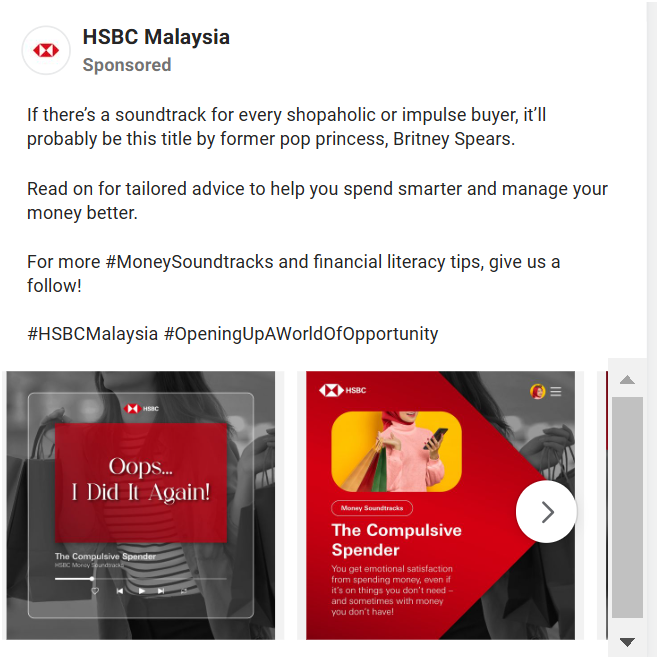 HSBC Malaysia
Sponsored
If there’s a soundtrack for every shopaholic or impulse buyer, it’ll
probably be this title by former pop princess, Britney Spears.
Read on for tailored advice to help you spend smarter and manage your
money better.
For more #MoneySoundtracks and financial literacy tips, give us a
follow!
#HSBCMalaysia #OpeningUpAWorldOfOpportunity
HSBC
Oops...
I Did It Again!
The Compulsive Spender
HSBC Money Soundtracks
HSBC
Money Soundtracks
The Compulsive
Spender
You get emotional satisfaction
from spending money, even if
it's on things you don't need –
and sometimes with money
you don't have!